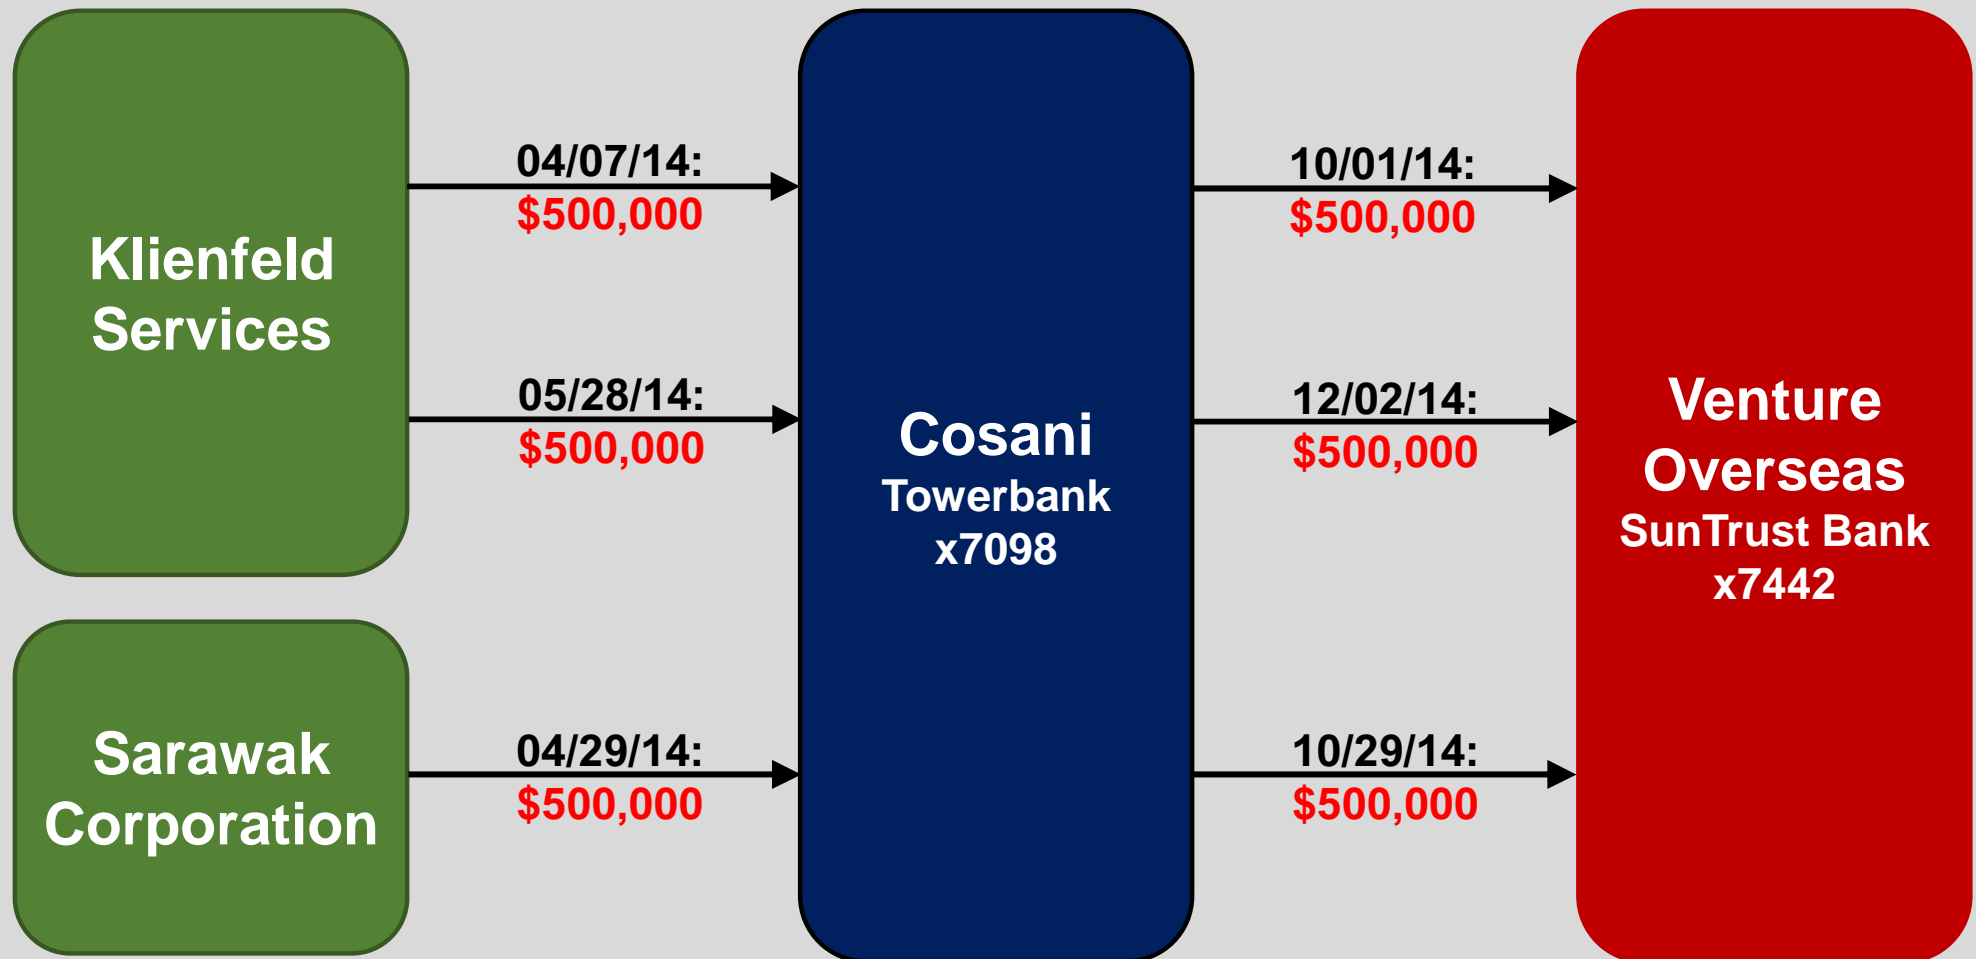 Klienfeld
Services
04/07/14:
$500,000
05/28/14:
$500,000
Sarawak
Corporation
04/29/14:
$500,000
Cosani
Towerbank
x7098
10/01/14:
$500,000
12/02/14:
$500,000
10/29/14:
$500,000
Venture
Overseas
SunTrust Bank
x7442